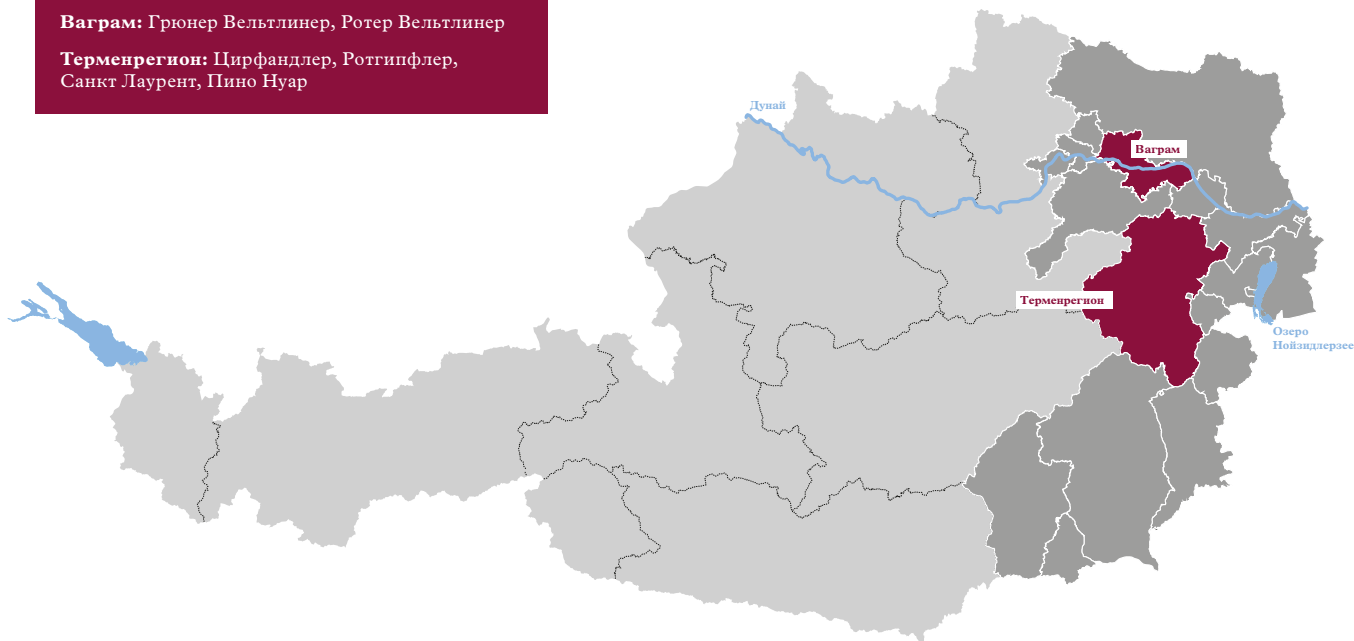 Ваграм: Грюнер Вельтлинер, Ротер Вельтлинер
Терменрегион: Цирфандлер, Ротгипфлер,
Санкт Лаурент, Пино Нуар
Дунай
Ваграм
Терменрегион
Озеро
Нойзидлерзее